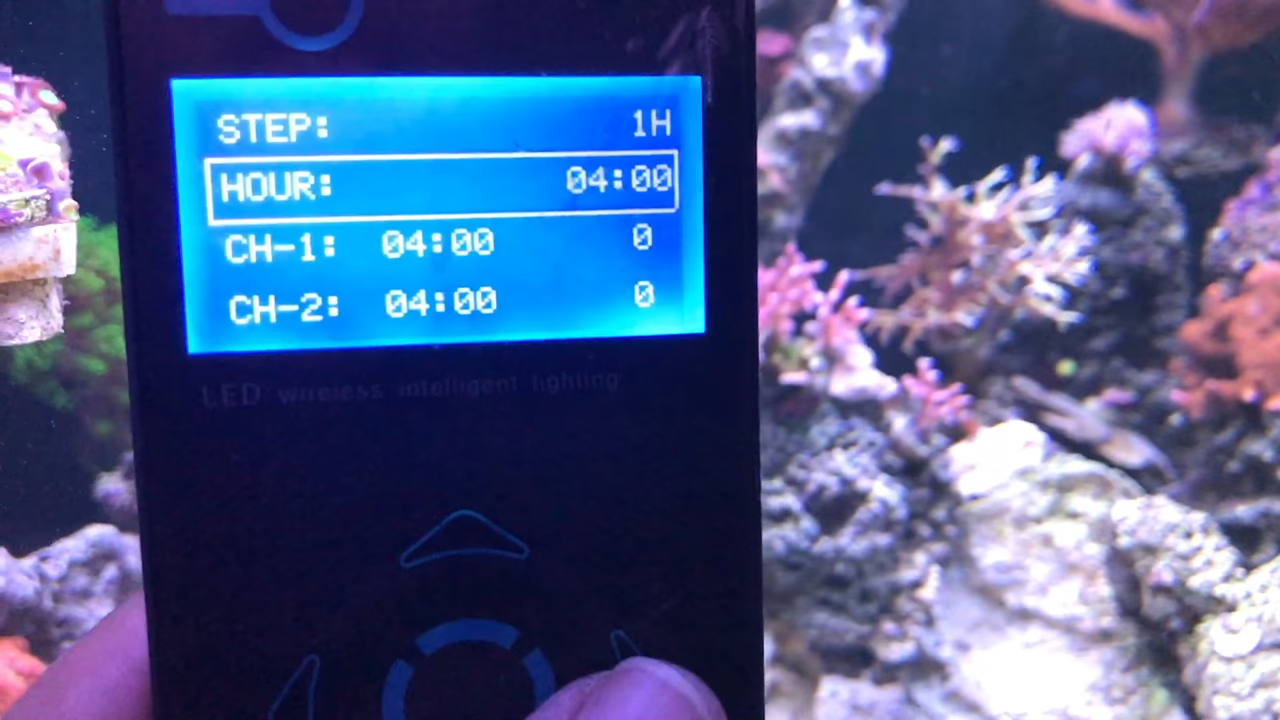 STEP: 1H
HOUR: 04:00
CH-1: 04:00 0
CH-2: 04:00 0
LED wireless intelligent lighting